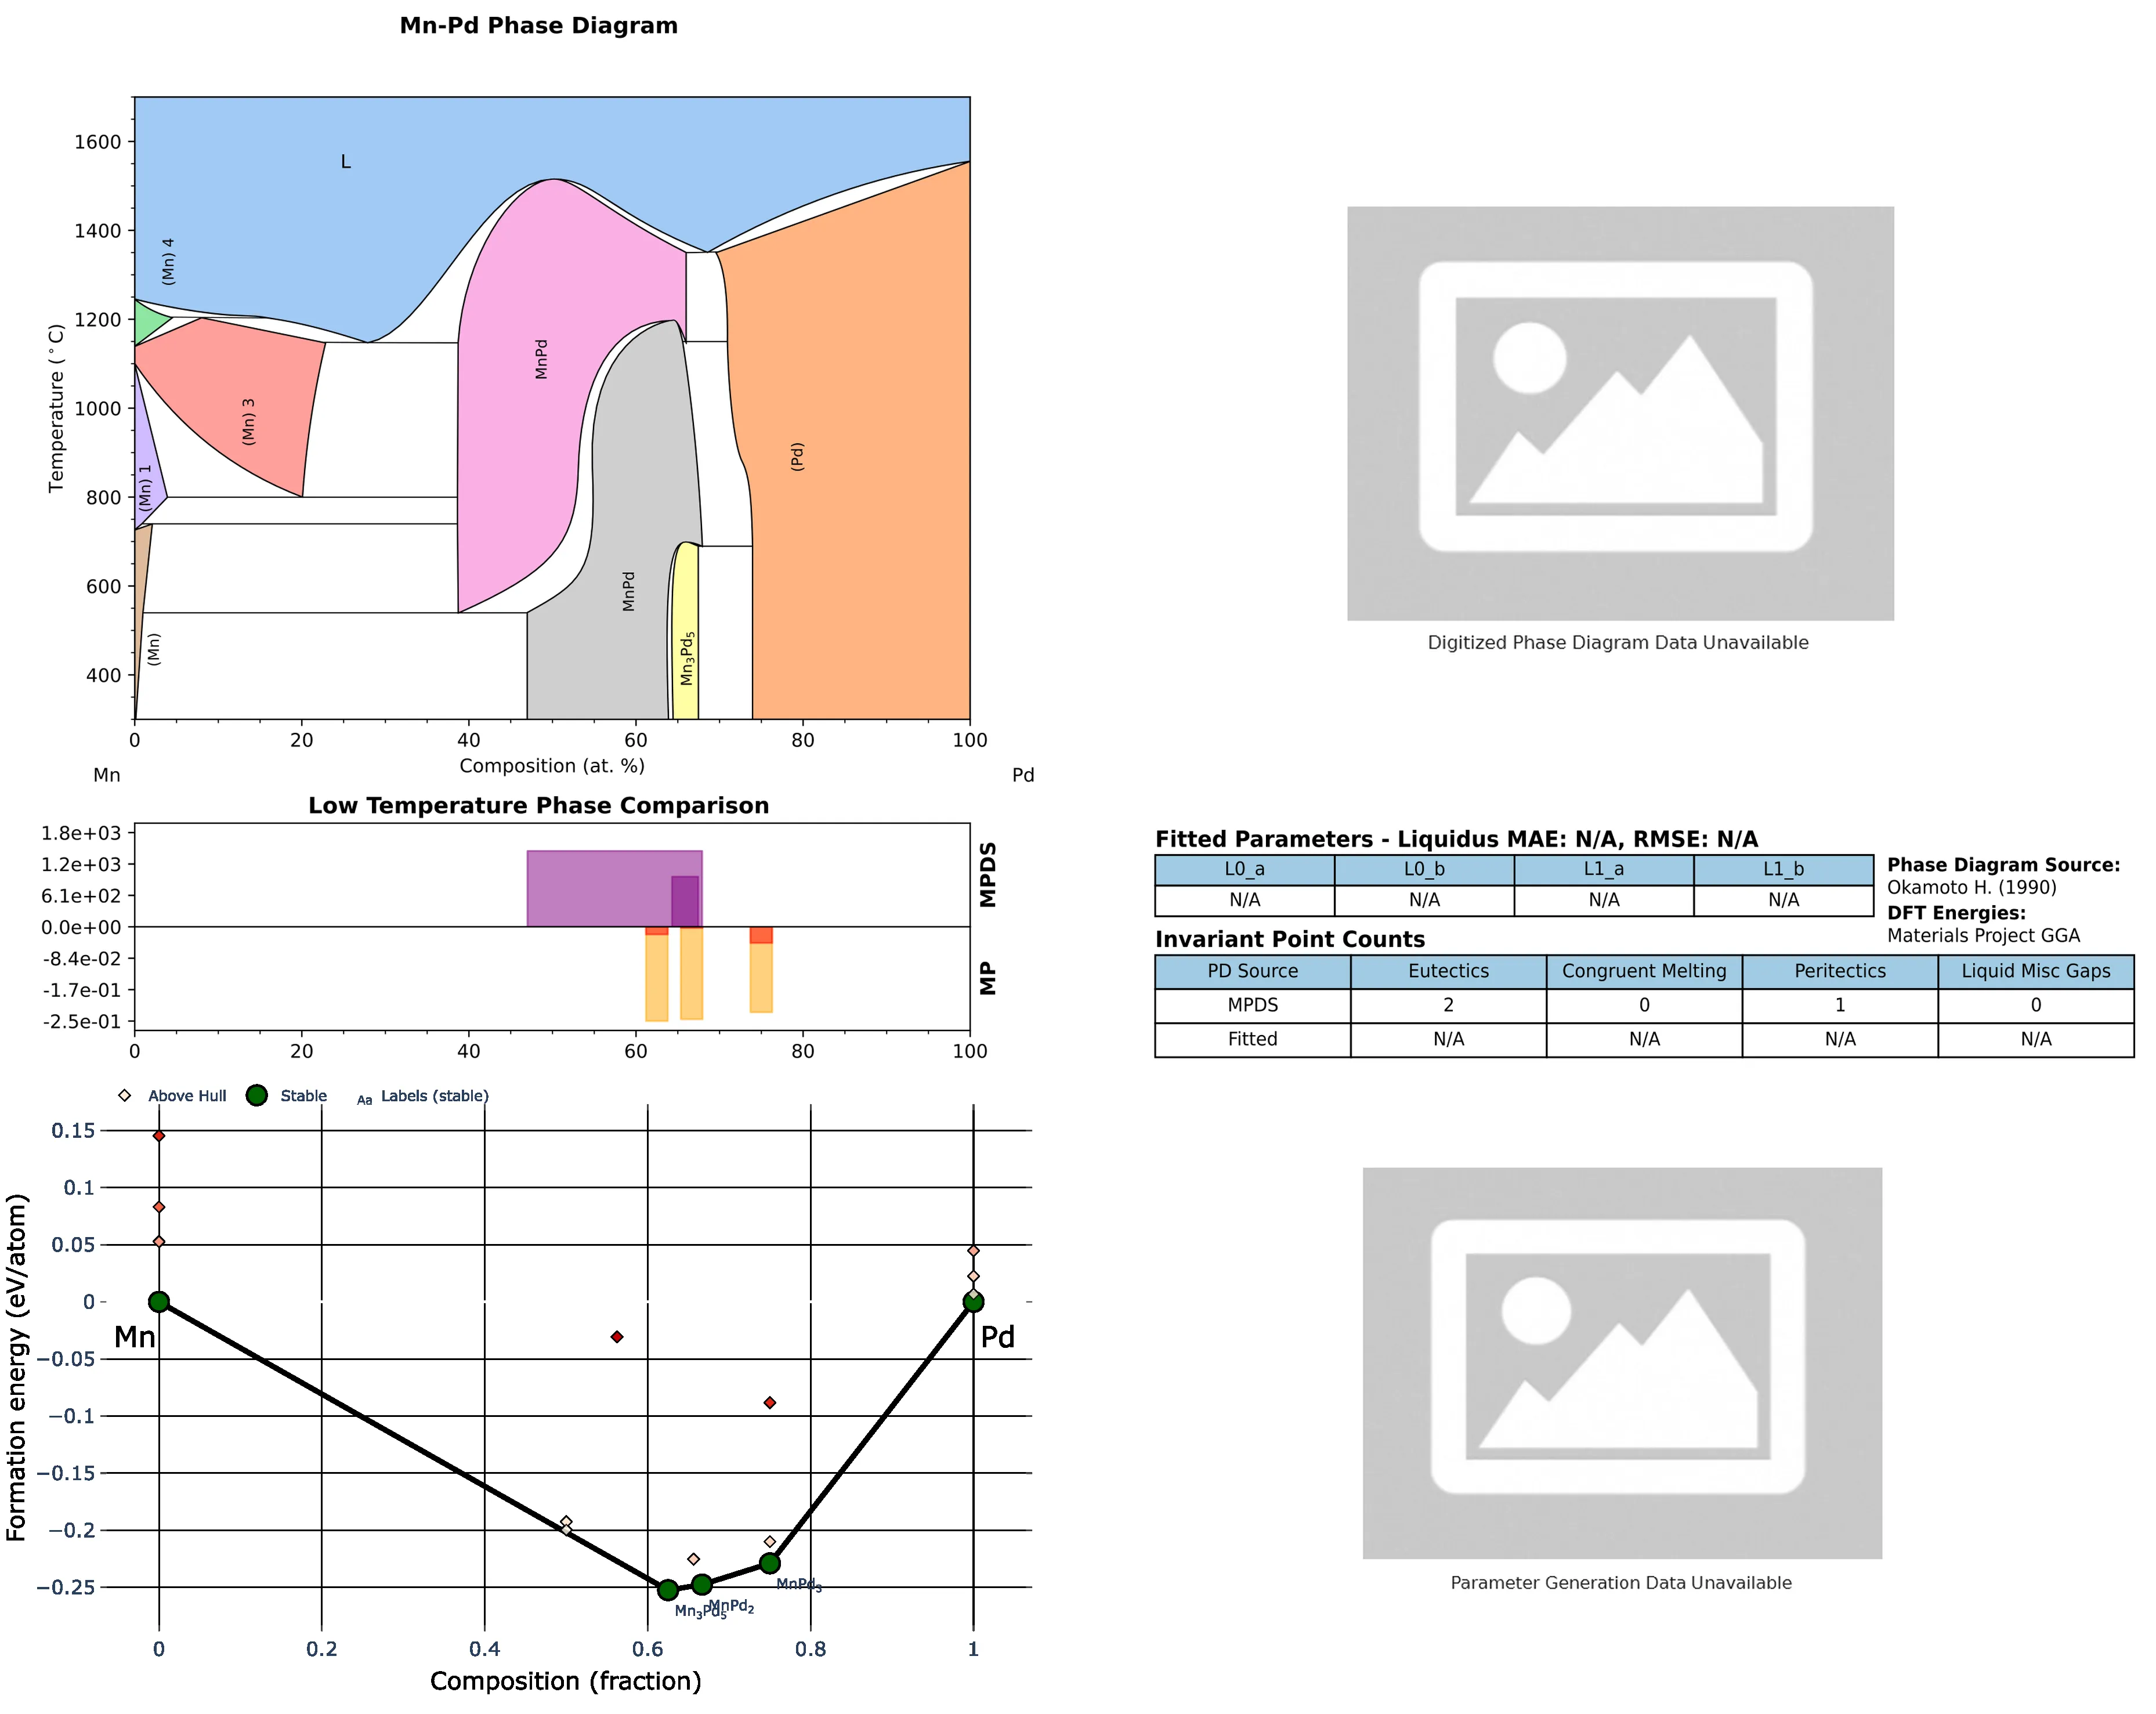 Mn-Pd Phase Diagram
1600
1400
1200
1000
800
600
400
Temperature (°C)
L
(Mn) 4
(Mn) 3
(Mn) 1
(Mn)
MnPd
MnPd
Mn₃Pd₅
(Pd)
0 20 40 60 80 100
Composition (at. %)
Mn Pd
Digitized Phase Diagram Data Unavailable
Low Temperature Phase Comparison
1.8e+03
1.2e+03
6.1e+02
0.0e+00
-8.4e-02
-1.7e-01
-2.5e-01
MPDS
MP
0 20 40 60 80 100
Fitted Parameters - Liquidus MAE: N/A, RMSE: N/A
L0_a L0_b L1_a L1_b
N/A N/A N/A N/A
Phase Diagram Source:
Okamoto H. (1990)
DFT Energies:
Materials Project GGA
Invariant Point Counts
PD Source Eutectics Congruent Melting Peritectics Liquid Misc Gaps
MPDS 2 0 1 0
Fitted N/A N/A N/A N/A
Above Hull Stable Aa Labels (stable)
0.15
0.1
0.05
0
−0.05
−0.1
−0.15
−0.2
−0.25
Formation energy (eV/atom)
Mn
Pd
MnPd₃
MnPd₂
Mn₃Pd₅
0 0.2 0.4 0.6 0.8 1
Composition (fraction)
Parameter Generation Data Unavailable